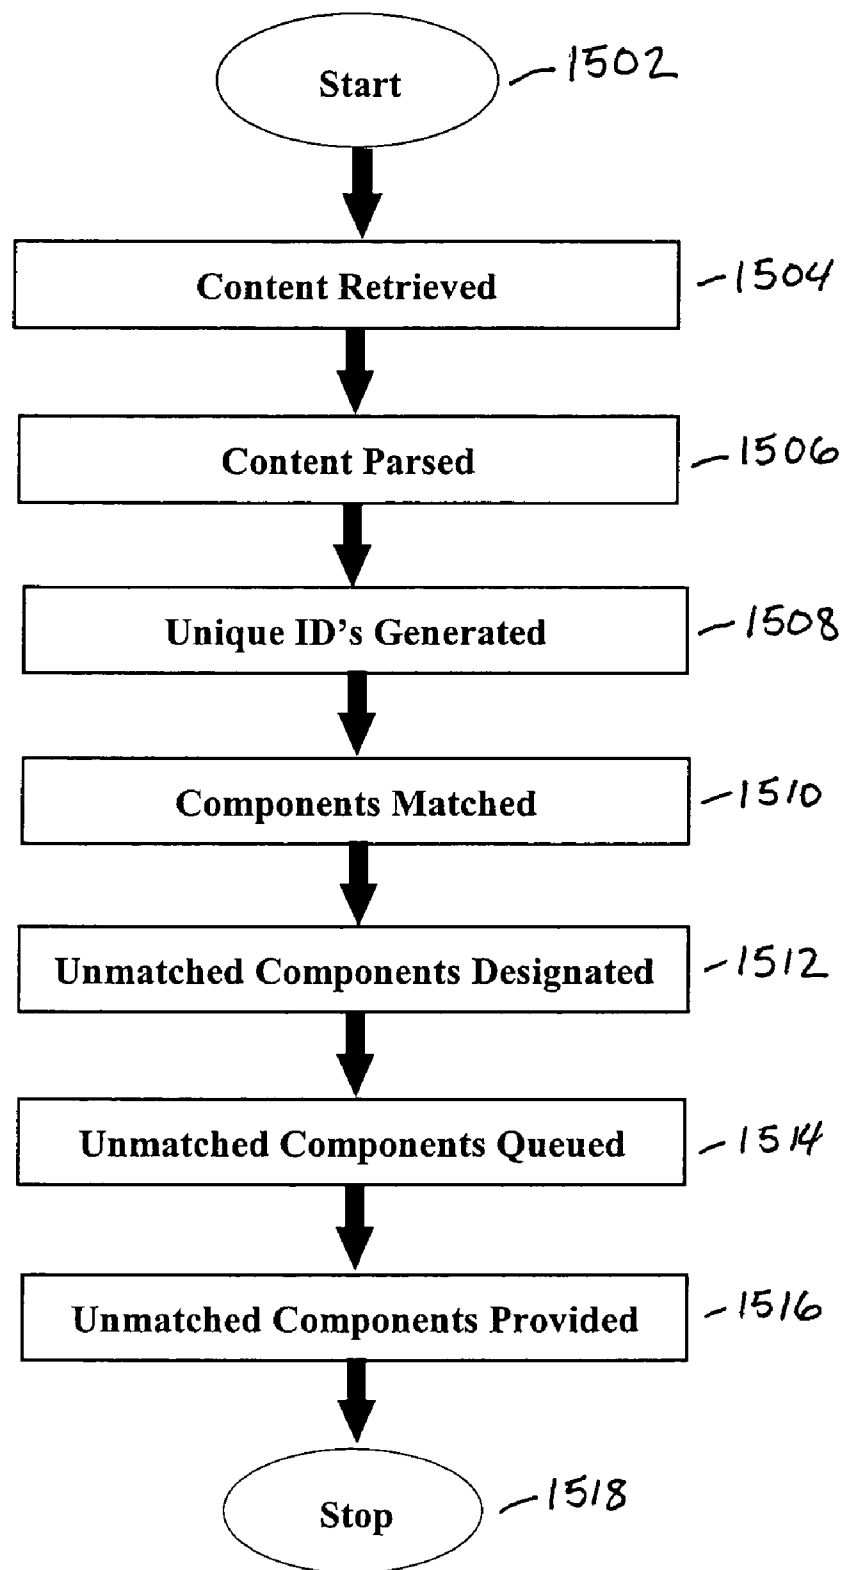 Start 1502
Content Retrieved 1504
Content Parsed 1506
Unique ID's Generated 1508
Components Matched 1510
Unmatched Components Designated 1512
Unmatched Components Queued 1514
Unmatched Components Provided 1516
Stop 1518